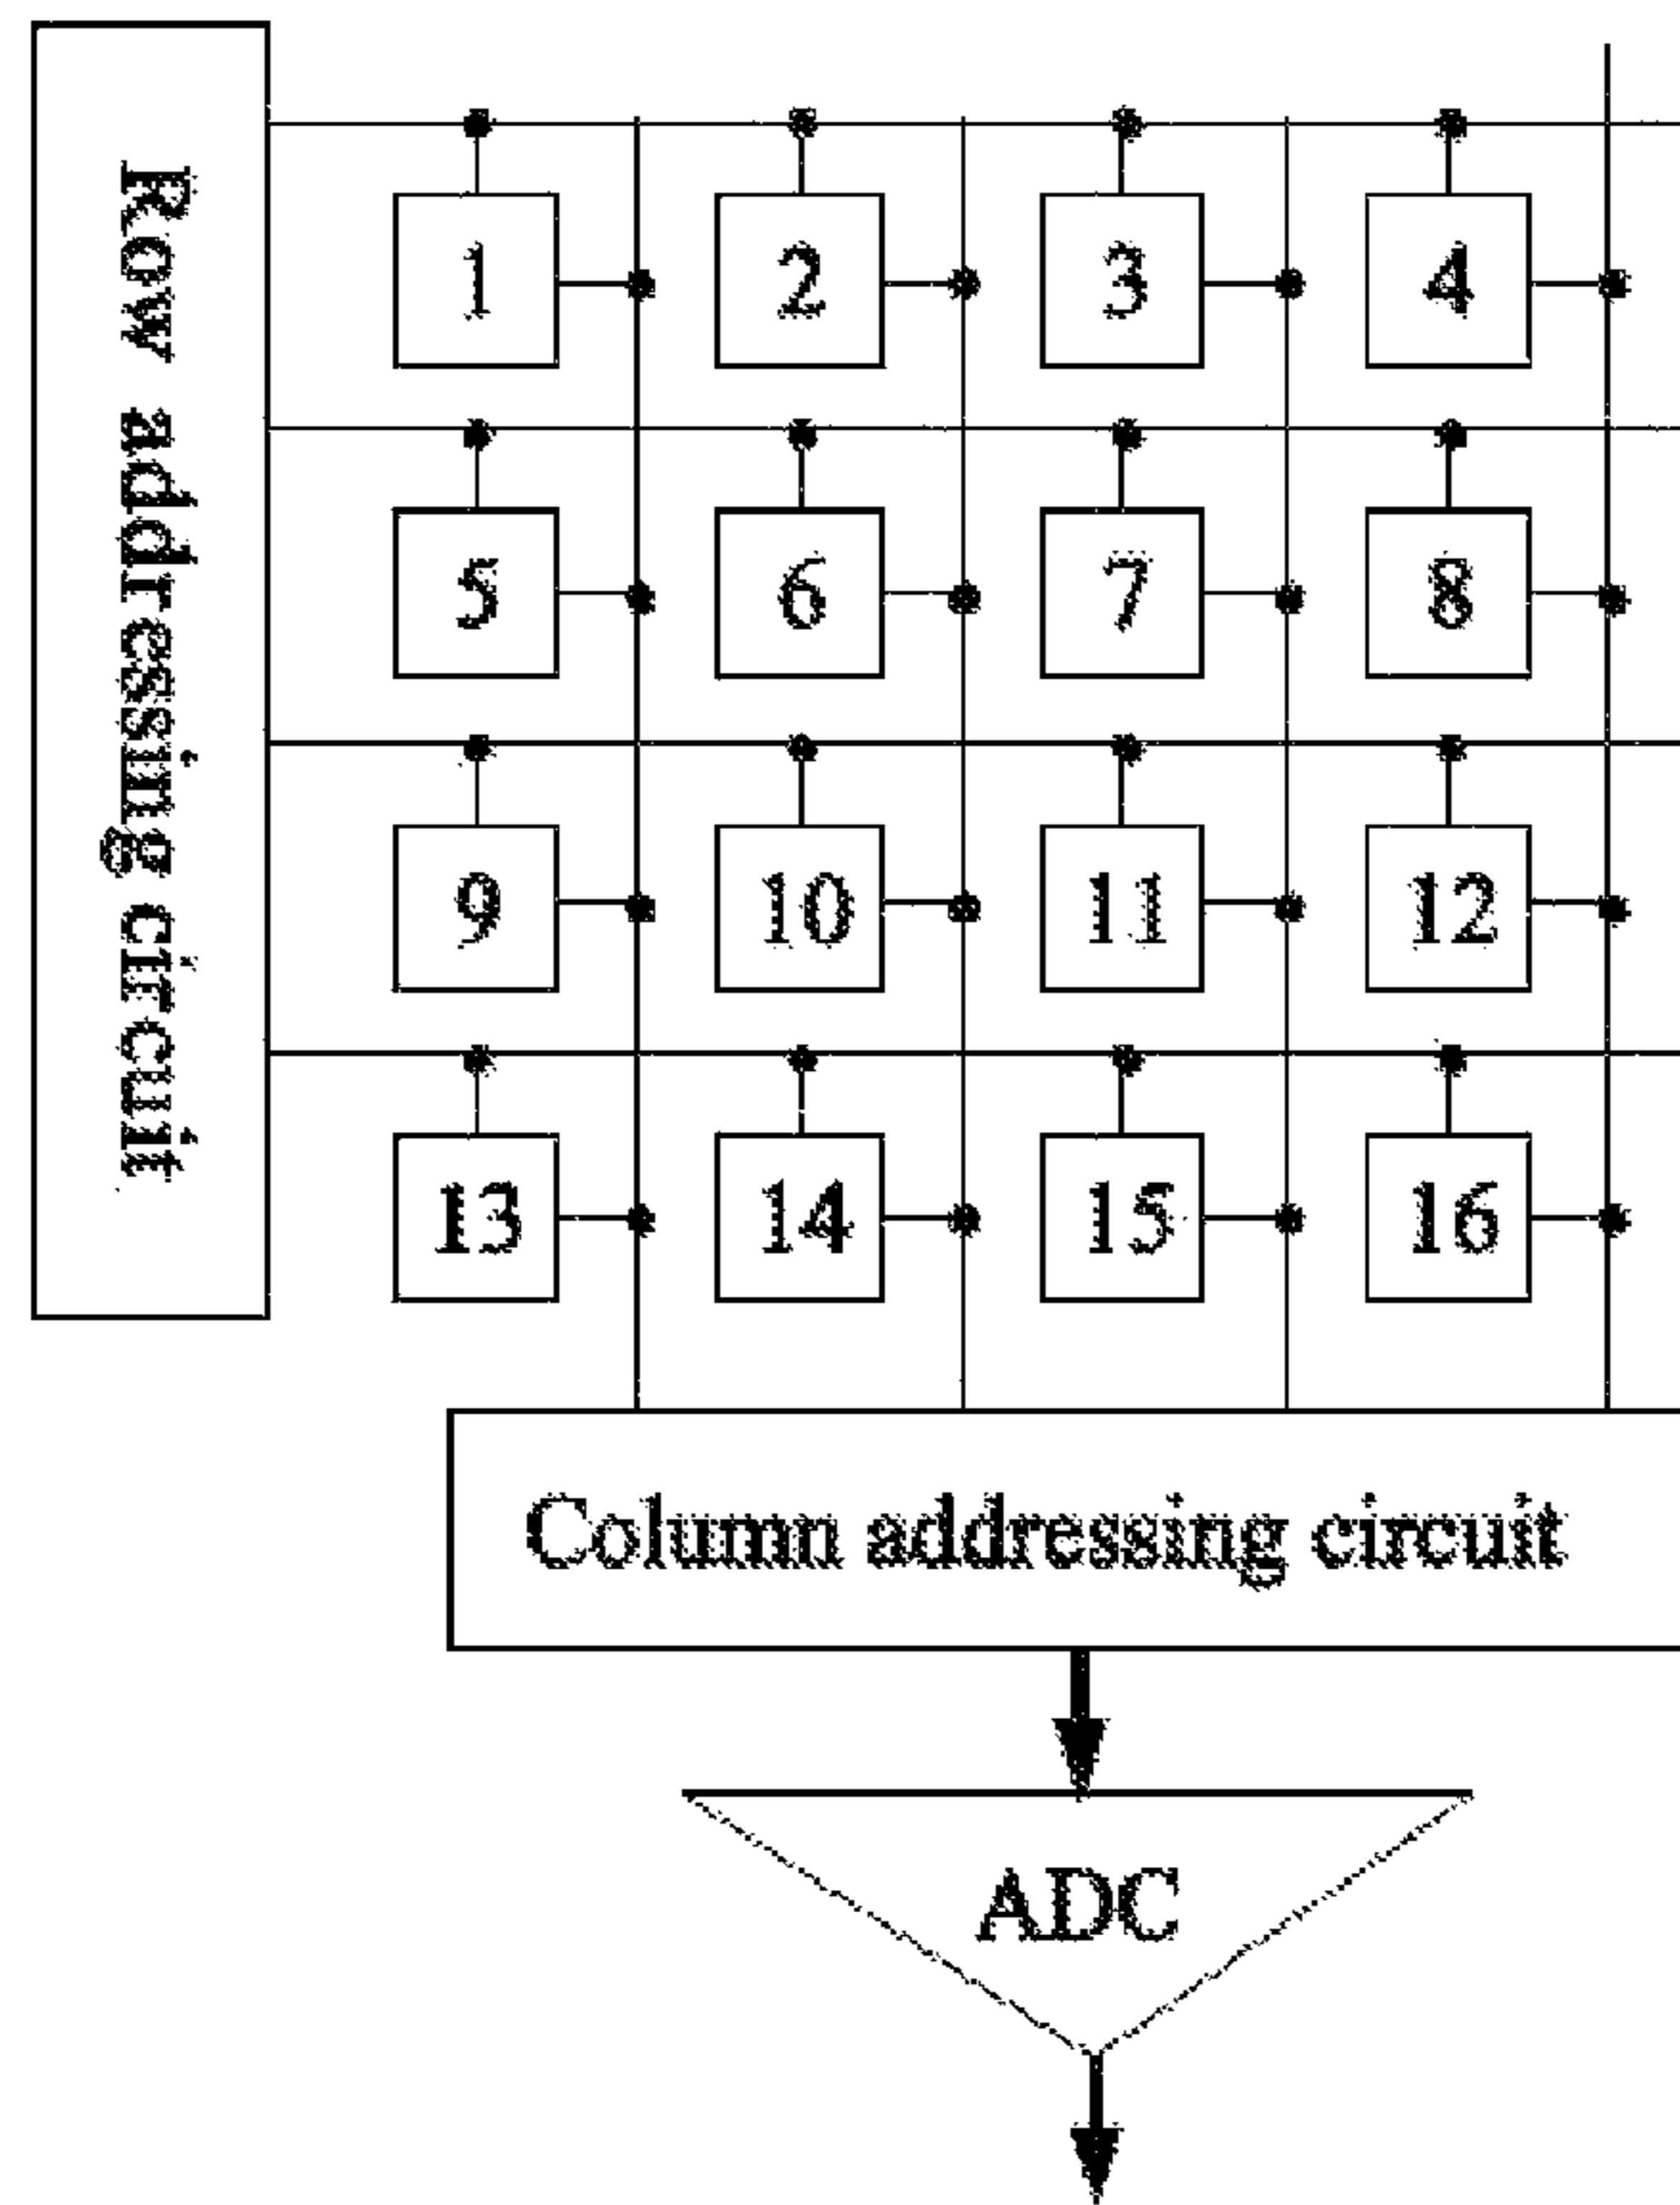 Row addressing circuit
1 2 3 4
5 6 7 8
9 10 11 12
13 14 15 16
Column addressing circuit
ADC